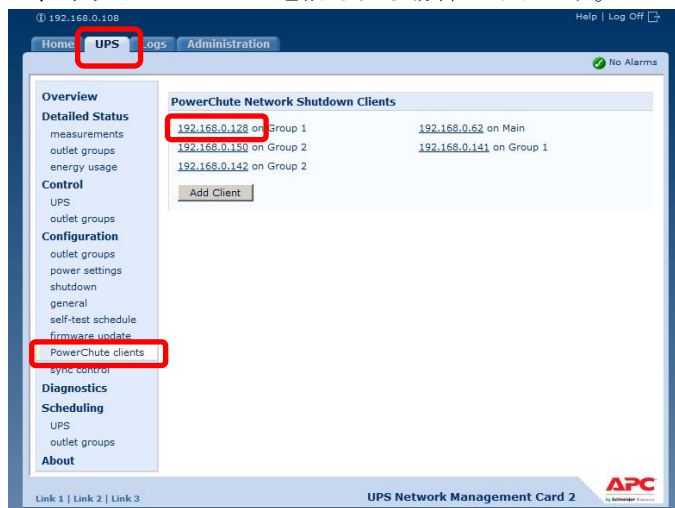 192.168.0.108
Help | Log Off
Home UPS Logs Administration
No Alarms
Overview
Detailed Status
measurements
outlet groups
energy usage
Control
UPS
outlet groups
Configuration
outlet groups
power settings
shutdown
general
self-test schedule
firmware update
PowerChute clients
sync control
Diagnostics
Scheduling
UPS
outlet groups
About
PowerChute Network Shutdown Clients
192.168.0.128 on Group 1
192.168.0.62 on Main
192.168.0.150 on Group 2
192.168.0.141 on Group 1
192.168.0.142 on Group 2
Add Client
Link 1 | Link 2 | Link 3
UPS Network Management Card 2
APC
by Schneider Electric